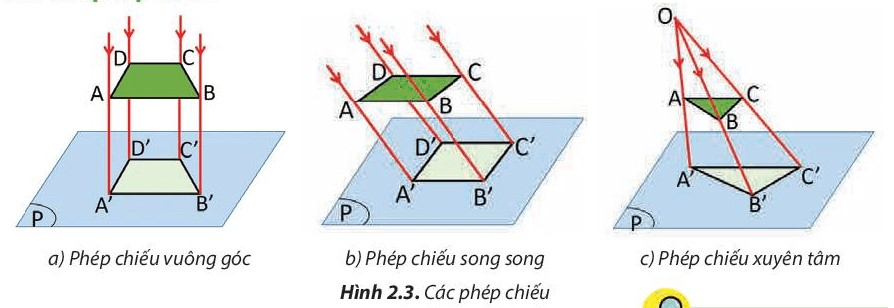 D C
A B
D' C'
A' B'
P
a) Phép chiếu vuông góc
D C
A B
D' C'
A' B'
P
b) Phép chiếu song song
O
A C
B
A' C'
B'
P
c) Phép chiếu xuyên tâm
Hình 2.3. Các phép chiếu